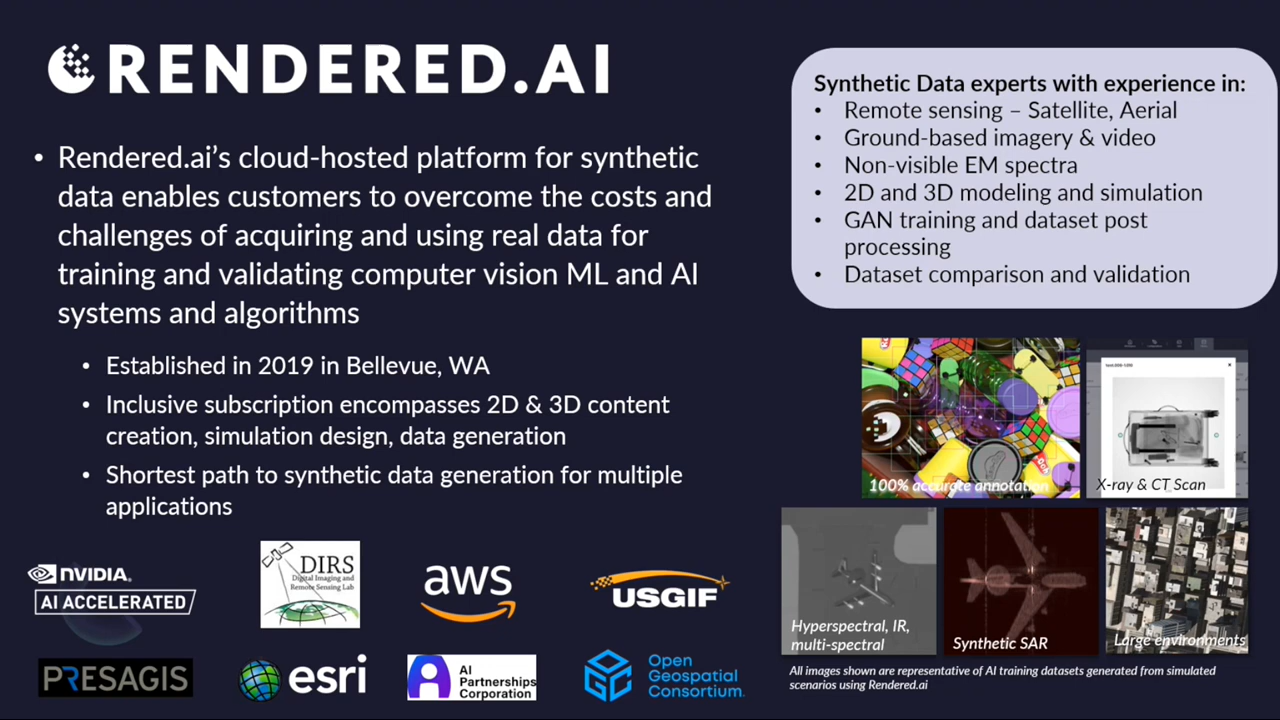 RENDERED.AI
• Rendered.ai’s cloud-hosted platform for synthetic
data enables customers to overcome the costs and
challenges of acquiring and using real data for
training and validating computer vision ML and AI
systems and algorithms
• Established in 2019 in Bellevue, WA
• Inclusive subscription encompasses 2D & 3D content
creation, simulation design, data generation
• Shortest path to synthetic data generation for multiple
applications
NVIDIA.
AI ACCELERATED
DIRS
Digital Imaging and
Remote Sensing Lab
aws
USGIF
PRESAGIS
esri
AI
Partnerships
Corporation
OGC
Open
Geospatial
Consortium.
Synthetic Data experts with experience in:
• Remote sensing – Satellite, Aerial
• Ground-based imagery & video
• Non-visible EM spectra
• 2D and 3D modeling and simulation
• GAN training and dataset post
processing
• Dataset comparison and validation
100% accurate annotation
X-ray & CT Scan
Hyperspectral, IR,
multi-spectral
Synthetic SAR
Large environments
All images shown are representative of AI training datasets generated from simulated
scenarios using Rendered.ai